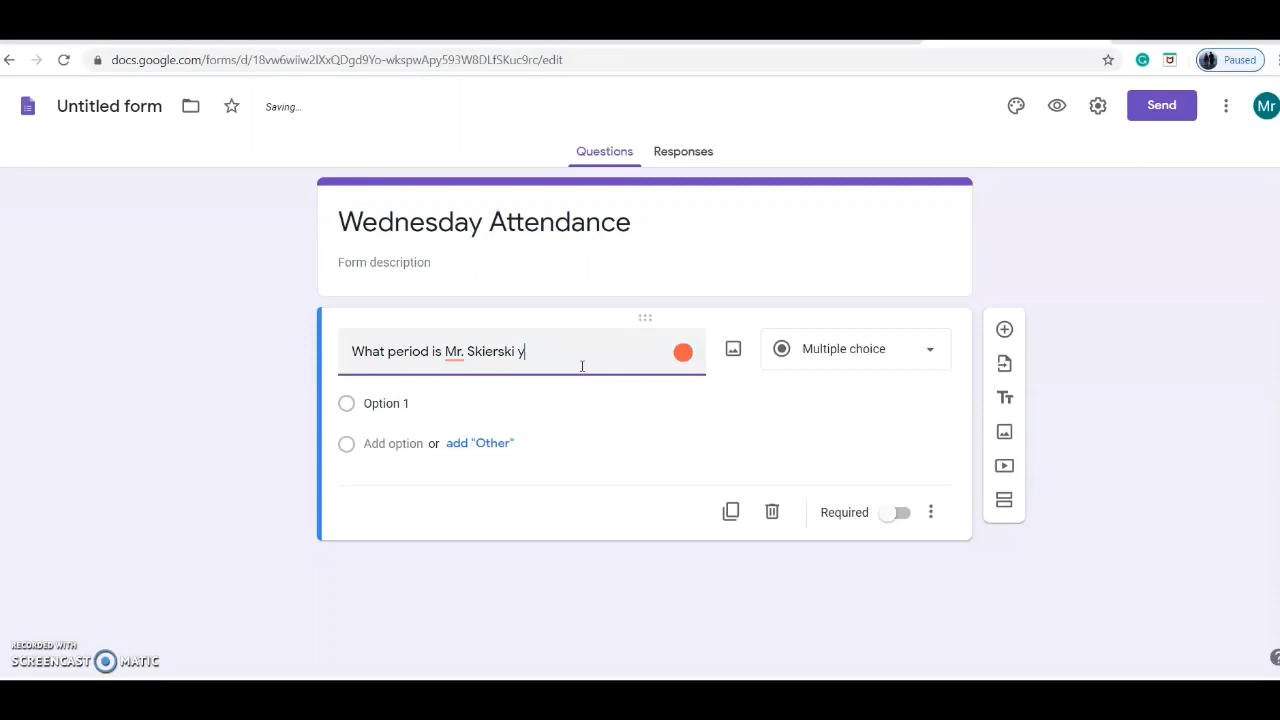 docs.google.com/forms/d/18vw6wiiw2lXxQDgd9Yo-wkspwApy593W8DLfSKuc9rc/edit
Paused
Untitled form
Saving...
Send
Mr
Questions
Responses
Wednesday Attendance
Form description
What period is Mr. Skierski y
Multiple choice
Option 1
Add option or add "Other"
Required
RECORDED WITH
SCREENCAST MATIC